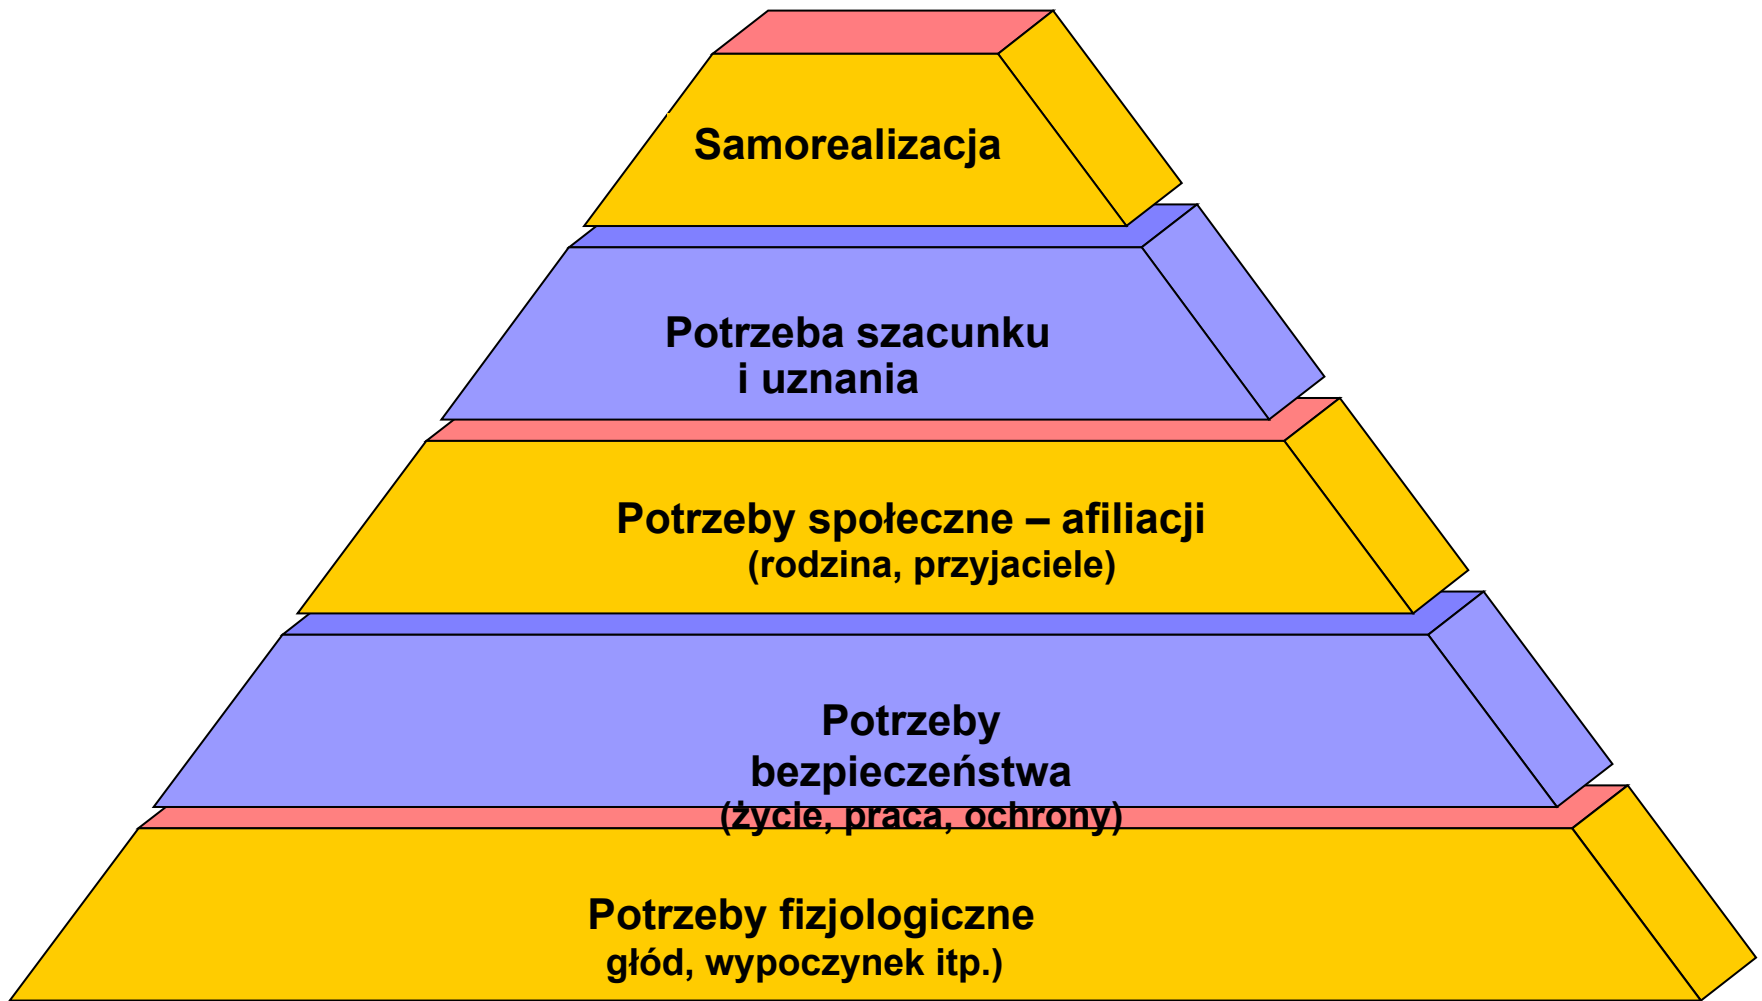 Samorealizacja
Potrzeba szacunku
i uznania
Potrzeby społeczne – afiliacji
(rodzina, przyjaciele)
Potrzeby
bezpieczeństwa
(życie, praca, ochrony)
Potrzeby fizjologiczne
głód, wypoczynek itp.)